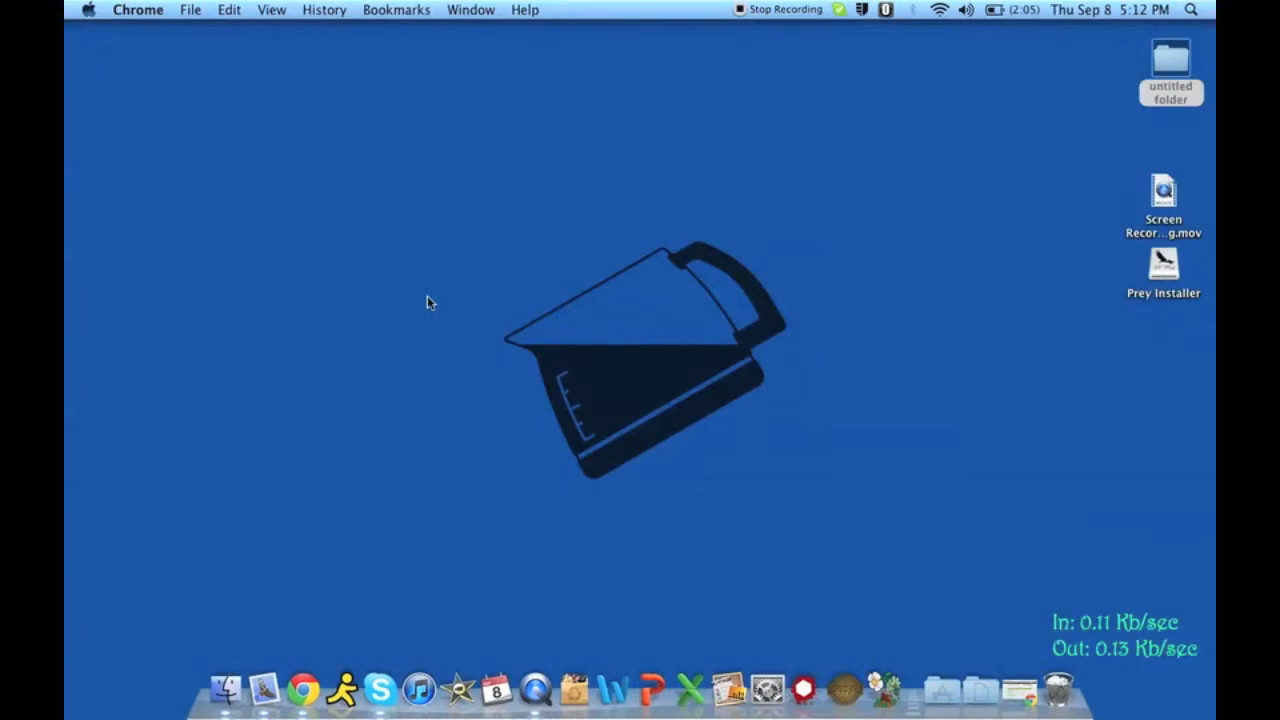 Chrome File Edit View History Bookmarks Window Help Stop Recording (2:05) Thu Sep 8 5:12 PM
untitled
folder
Screen
Recor...g.mov
Prey Installer
In: 0.11 Kb/sec
Out: 0.13 Kb/sec
8